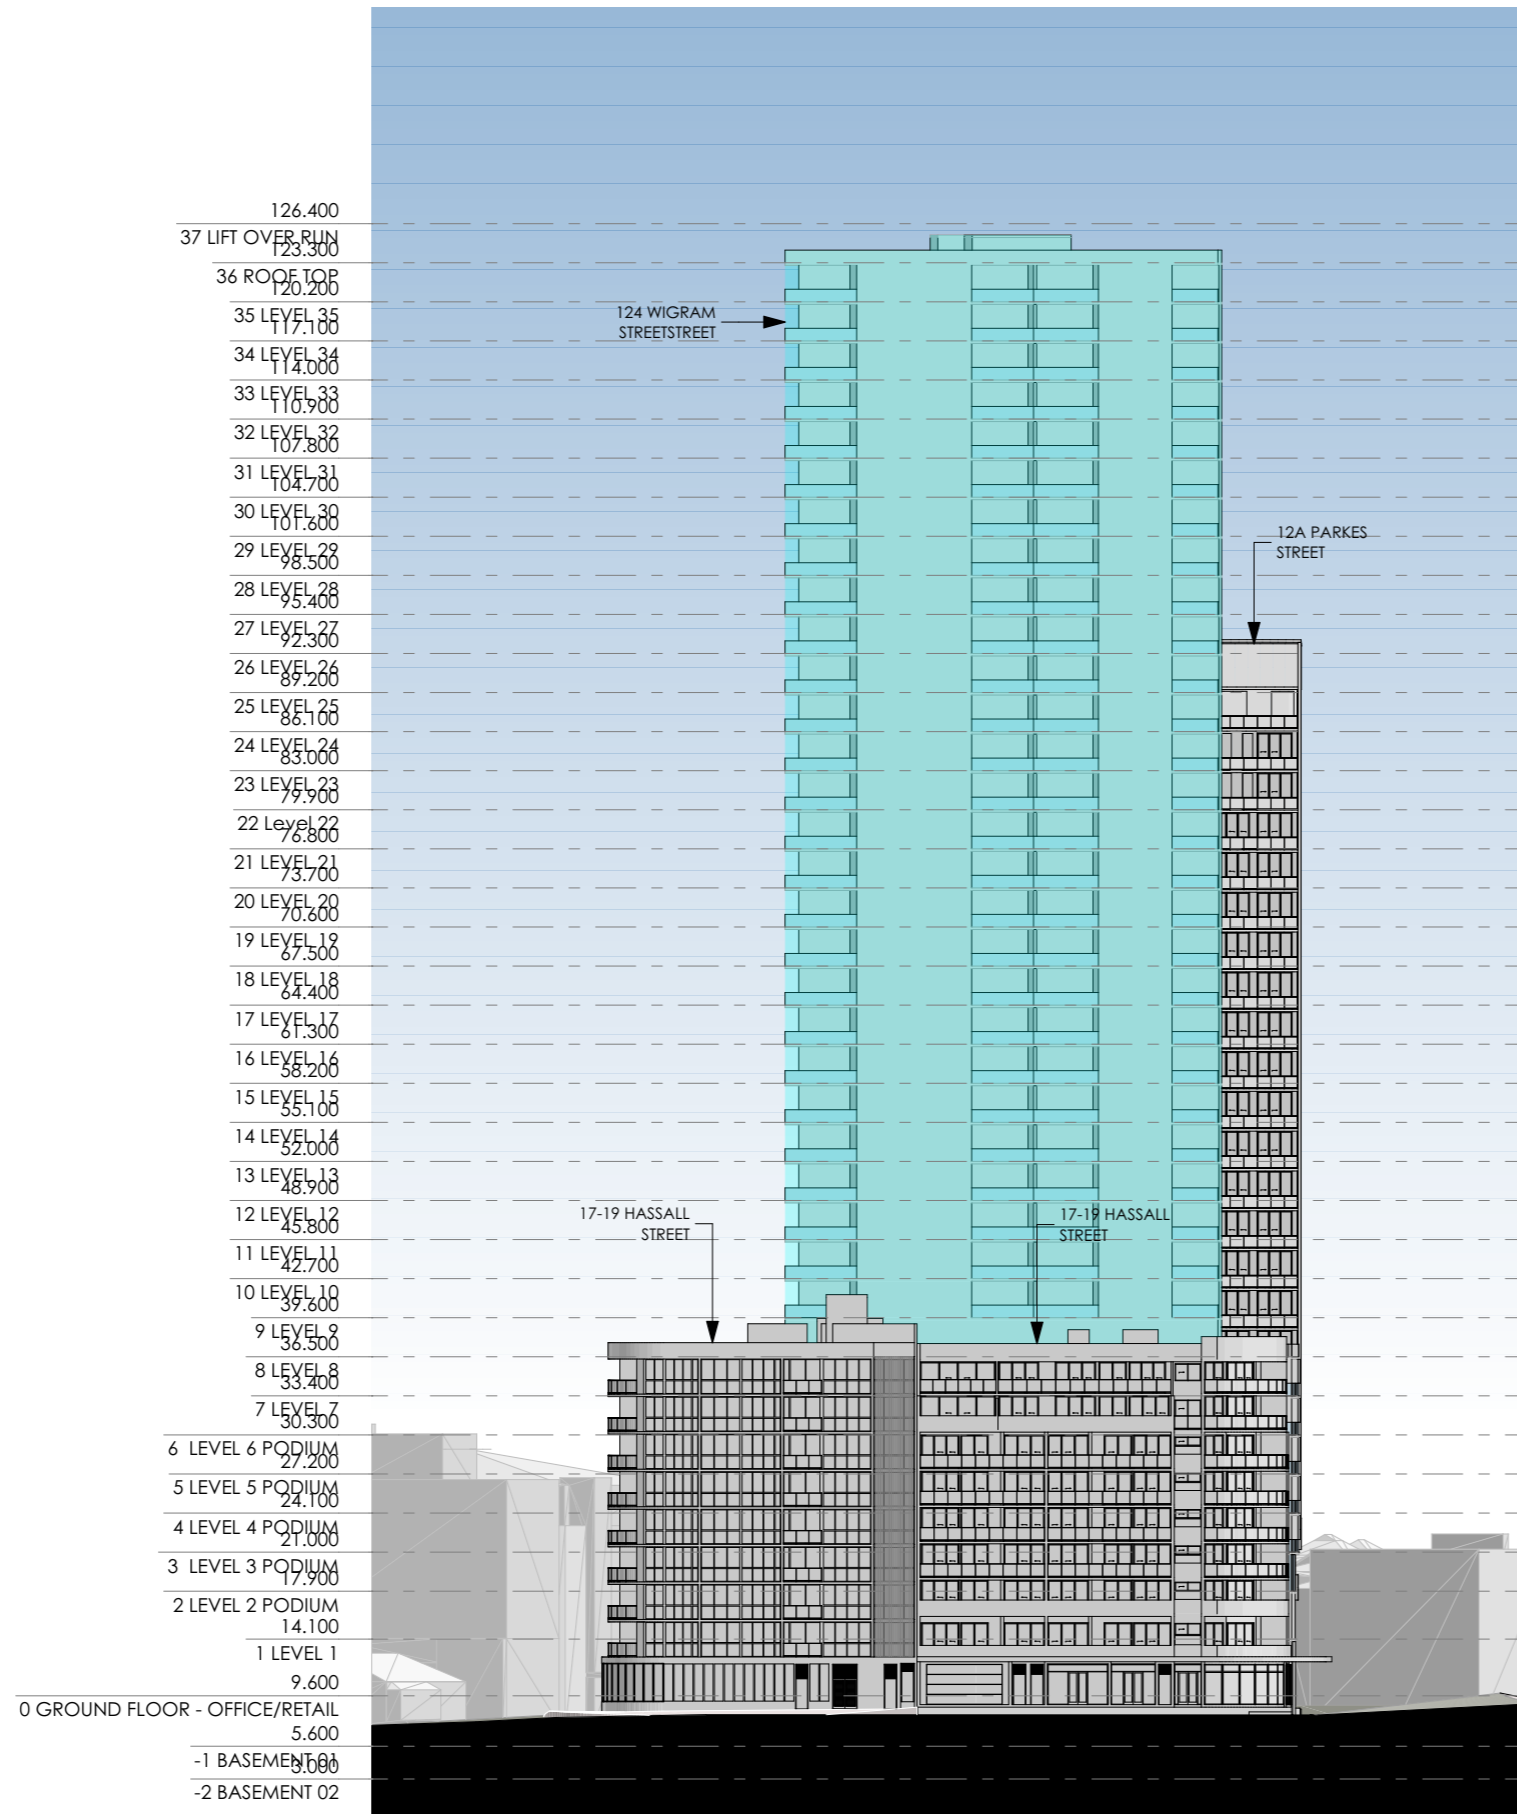 126.400
37 LIFT OVER RUN
123.300
36 ROOF TOP
120.200
35 LEVEL 35
117.100
34 LEVEL 34
114.000
33 LEVEL 33
110.900
32 LEVEL 32
107.800
31 LEVEL 31
104.700
30 LEVEL 30
101.600
29 LEVEL 29
98.500
28 LEVEL 28
95.400
27 LEVEL 27
92.300
26 LEVEL 26
89.200
25 LEVEL 25
86.100
24 LEVEL 24
83.000
23 LEVEL 23
79.900
22 Level 22
76.800
21 LEVEL 21
73.700
20 LEVEL 20
70.600
19 LEVEL 19
67.500
18 LEVEL 18
64.400
17 LEVEL 17
61.300
16 LEVEL 16
58.200
15 LEVEL 15
55.100
14 LEVEL 14
52.000
13 LEVEL 13
48.900
12 LEVEL 12
45.800
11 LEVEL 11
42.700
10 LEVEL 10
39.600
9 LEVEL 9
36.500
8 LEVEL 8
33.400
7 LEVEL 7
30.300
6 LEVEL 6 PODIUM
27.200
5 LEVEL 5 PODIUM
24.100
4 LEVEL 4 PODIUM
21.000
3 LEVEL 3 PODIUM
17.900
2 LEVEL 2 PODIUM
14.100
1 LEVEL 1
9.600
0 GROUND FLOOR - OFFICE/RETAIL
5.600
-1 BASEMENT 01
3.000
-2 BASEMENT 02
124 WIGRAM
STREETSTREET
12A PARKES
STREET
17-19 HASSALL
STREET
17-19 HASSALL
STREET